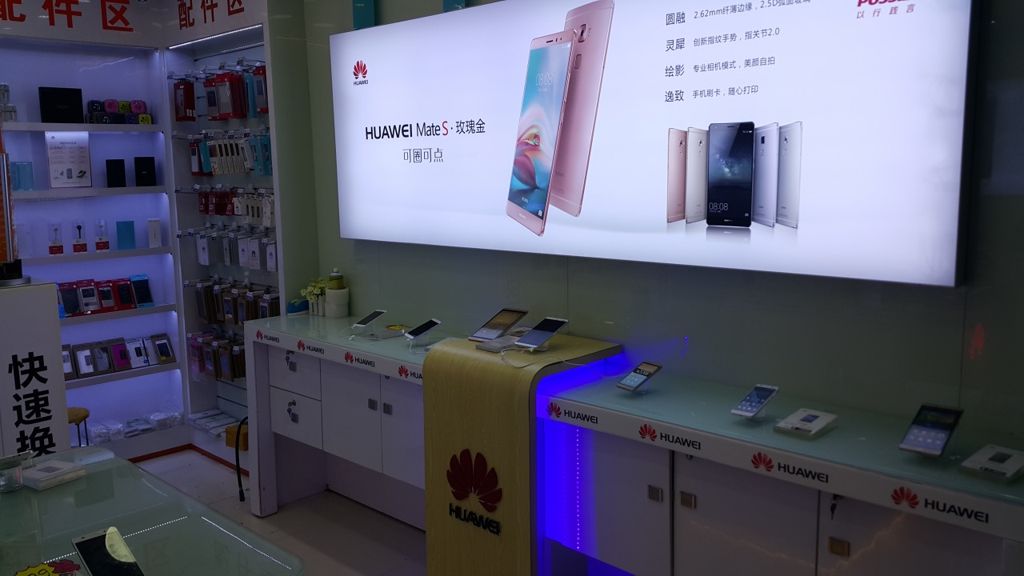 配件区
配件区
HUAWEI
HUAWEI Mate S · 玫瑰金
可圈可点
圆融 2.62mm纤薄边缘，2.5D弧面玻璃
灵犀 创新指纹手势，指关节2.0
绘影 专业相机模式，美颜自拍
逸致 手机刷卡，随心打印
以行践言
08:08
快速换
HUAWEI
HUAWEI
HUAWEI
HUAWEI
HUAWEI
HUAWEI
HUAWEI
HUAWEI
HUAWEI